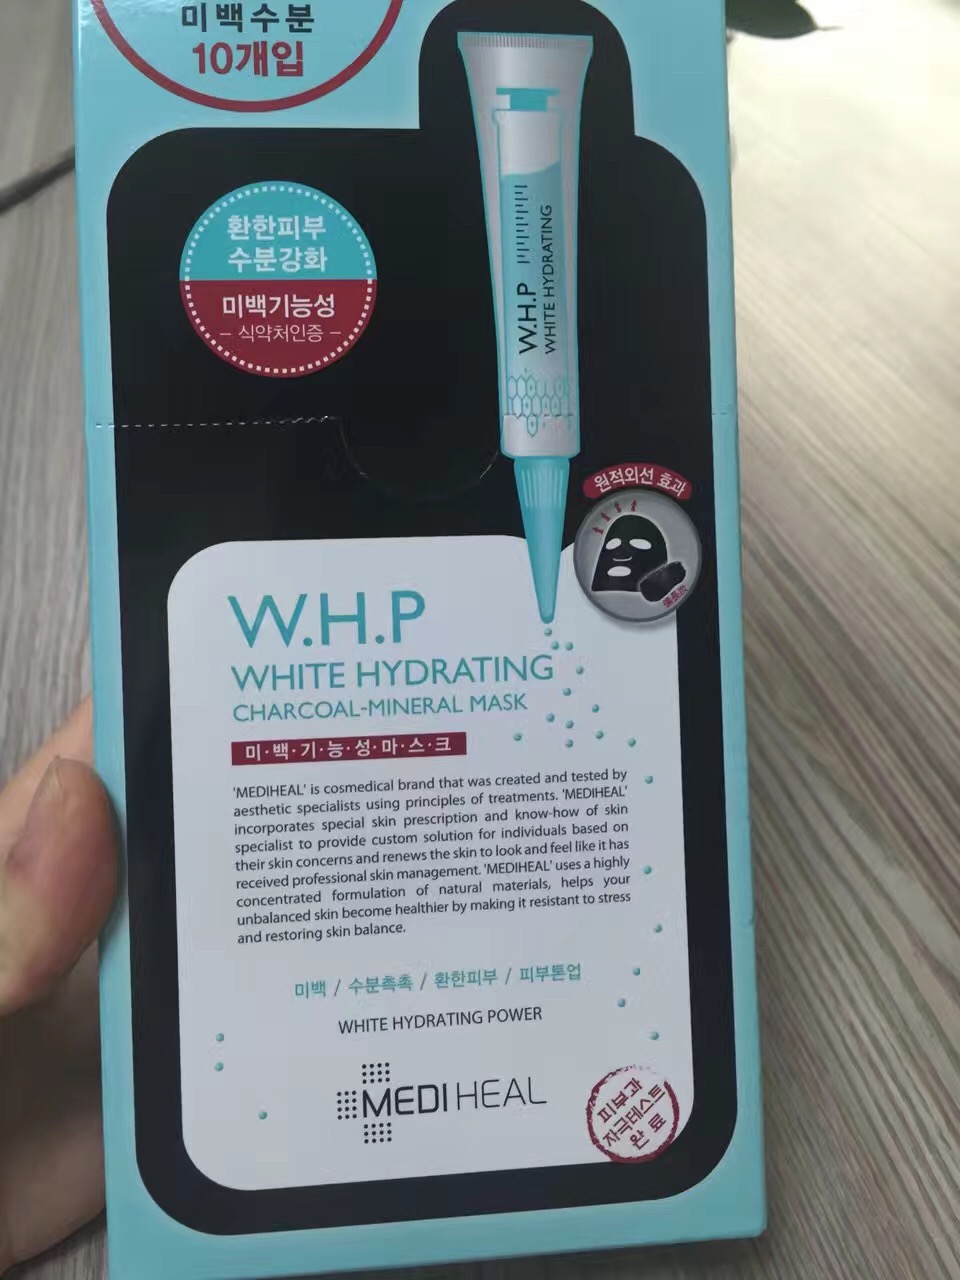 미백수분
10개입
W.H.P
WHITE HYDRATING
환한피부
수분강화
미백기능성
- 식약처인증 -
원적외선 효과
備長炭
W.H.P
WHITE HYDRATING
CHARCOAL-MINERAL MASK
미·백·기·능·성·마·스·크
'MEDIHEAL' is cosmedical brand that was created and tested by
aesthetic specialists using principles of treatments. 'MEDIHEAL'
incorporates special skin prescription and know-how of skin
specialist to provide custom solution for individuals based on
their skin concerns and renews the skin to look and feel like it has
received professional skin management. 'MEDIHEAL' uses a highly
concentrated formulation of natural materials, helps your
unbalanced skin become healthier by making it resistant to stress
and restoring skin balance.
미백 / 수분촉촉 / 환한피부 / 피부톤업
WHITE HYDRATING POWER
MEDIHEAL
피부과
자극테스트
완료